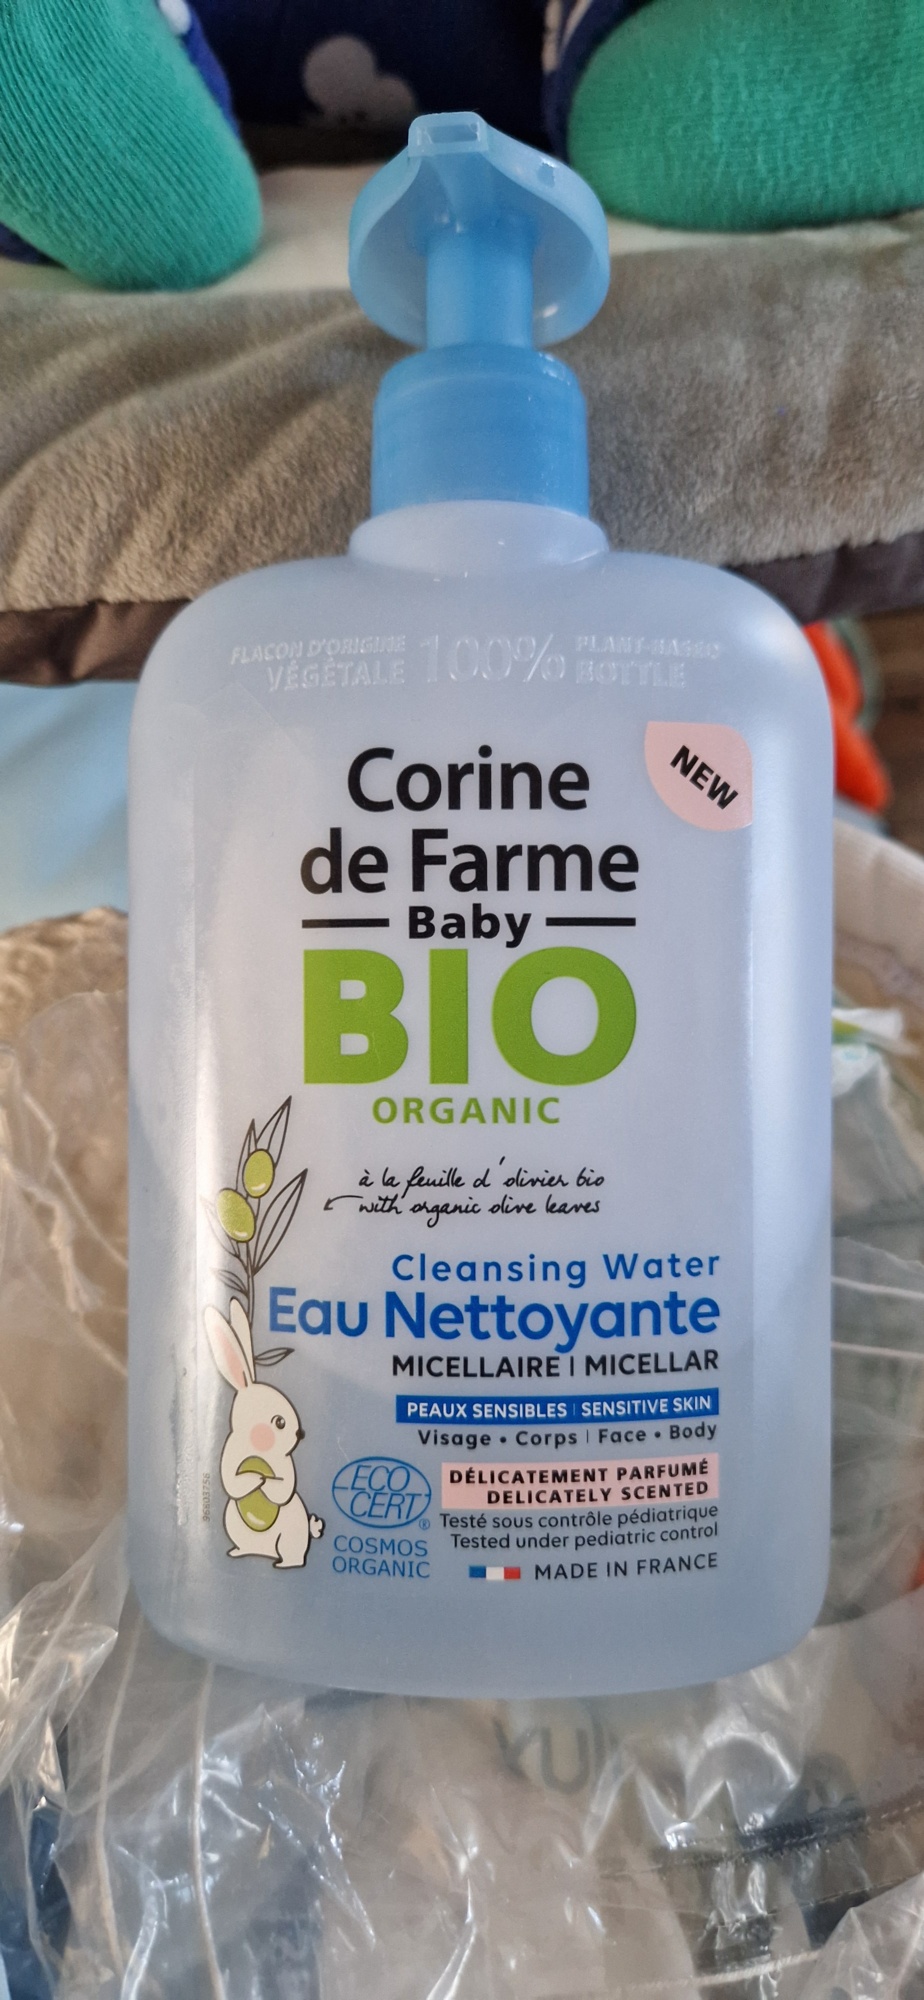 FLACON D'ORIGINE
VÉGÉTALE
100%
PLANT-BASED
BOTTLE
NEW
Corine
de Farme
Baby
BIO
ORGANIC
à la feuille d'olivier bio
with organic olive leaves
Cleansing Water
Eau Nettoyante
MICELLAIRE | MICELLAR
PEAUX SENSIBLES | SENSITIVE SKIN
Visage • Corps | Face • Body
DÉLICATEMENT PARFUMÉ
DELICATELY SCENTED
ECO
CERT®
COSMOS
ORGANIC
Testé sous contrôle pédiatrique
Tested under pediatric control
MADE IN FRANCE